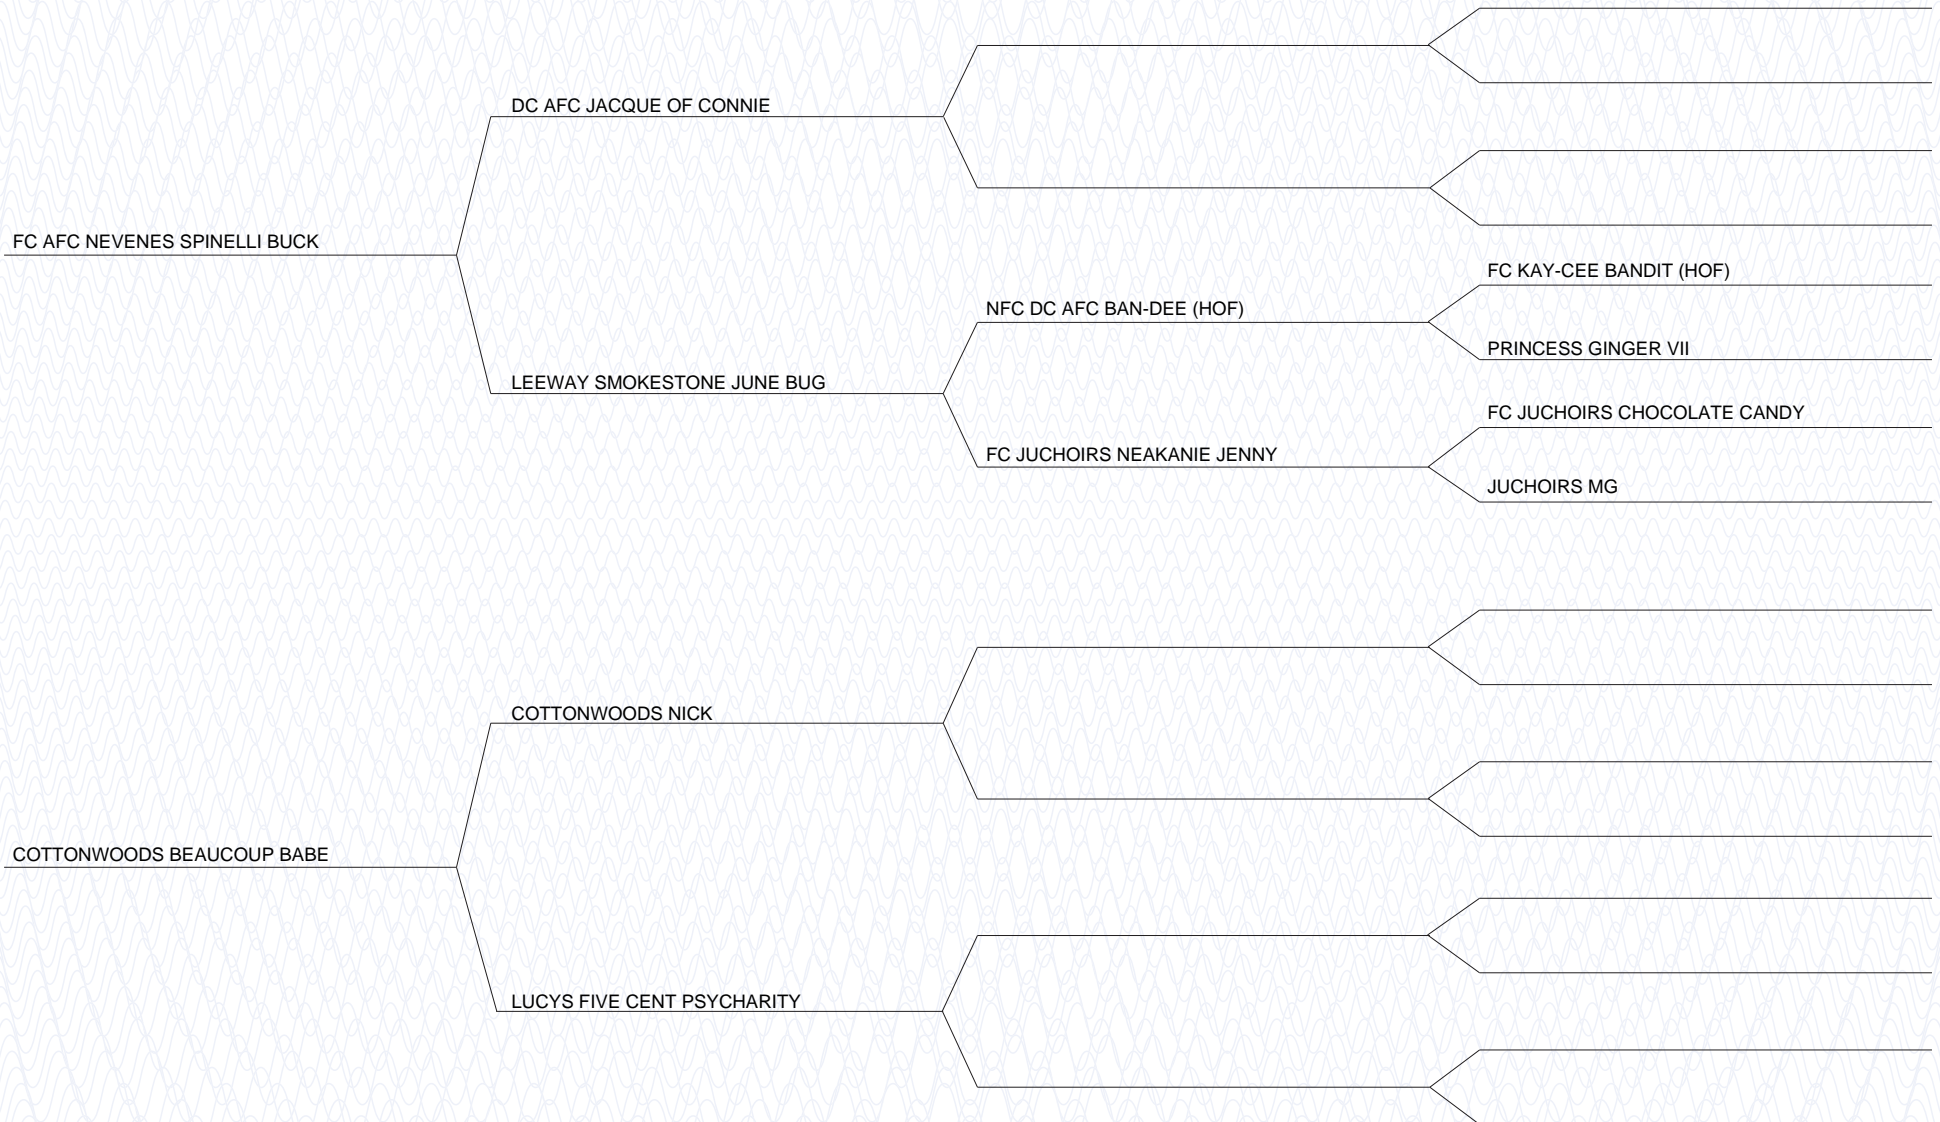 DC AFC JACQUE OF CONNIE
FC AFC NEVENES SPINELLI BUCK
FC KAY-CEE BANDIT (HOF)
NFC DC AFC BAN-DEE (HOF)
PRINCESS GINGER VII
LEEWAY SMOKESTONE JUNE BUG
FC JUCHOIRS CHOCOLATE CANDY
FC JUCHOIRS NEAKANIE JENNY
JUCHOIRS MG
COTTONWOODS NICK
COTTONWOODS BEAUCOUP BABE
LUCYS FIVE CENT PSYCHARITY